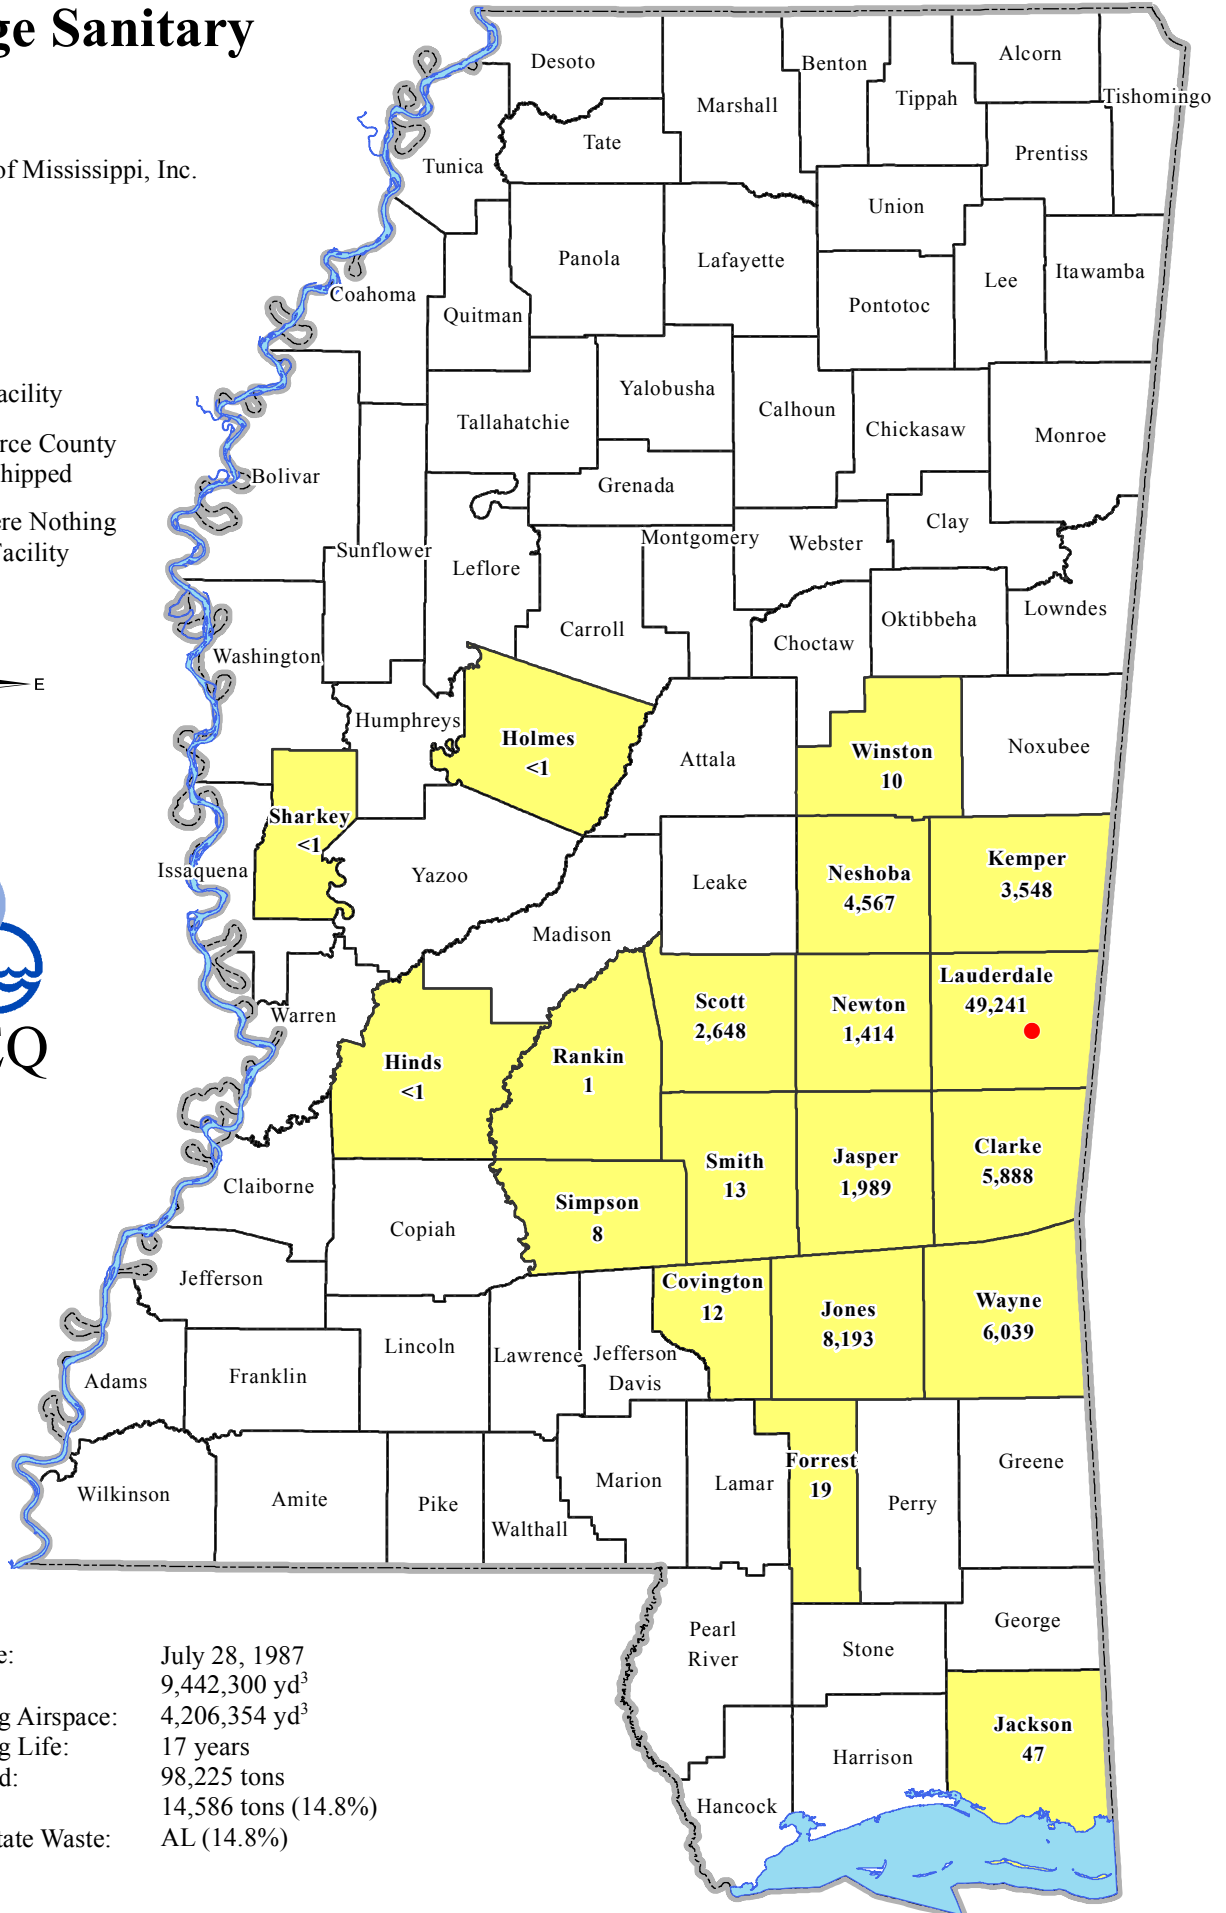 ge Sanitary
of Mississippi, Inc.
acility
rce County
hipped
ere Nothing
Facility
E
CQ
Desoto
Benton
Alcorn
Marshall
Tippah
Tishomingo
Tate
Tunica
Prentiss
Union
Panola
Lafayette
Lee
Itawamba
Coahoma
Quitman
Pontotoc
Yalobusha
Tallahatchie
Calhoun
Chickasaw
Monroe
Bolivar
Grenada
Clay
Sunflower
Montgomery
Webster
Leflore
Lowndes
Carroll
Oktibbeha
Choctaw
Washington
Humphreys
Holmes
<1
Attala
Winston
10
Noxubee
Sharkey
<1
Issaquena
Yazoo
Leake
Neshoba
4,567
Kemper
3,548
Madison
Lauderdale
49,241
Scott
2,648
Newton
1,414
Warren
Hinds
<1
Rankin
1
Smith
13
Jasper
1,989
Clarke
5,888
Claiborne
Copiah
Simpson
8
Jefferson
Covington
12
Jones
8,193
Wayne
6,039
Lincoln
Lawrence
Jefferson
Davis
Adams
Franklin
Wilkinson
Amite
Pike
Walthall
Marion
Lamar
Forrest
19
Perry
Greene
Pearl
River
Stone
George
Jackson
47
Harrison
Hancock
e: July 28, 1987
9,442,300 yd³
g Airspace: 4,206,354 yd³
g Life: 17 years
d: 98,225 tons
14,586 tons (14.8%)
tate Waste: AL (14.8%)